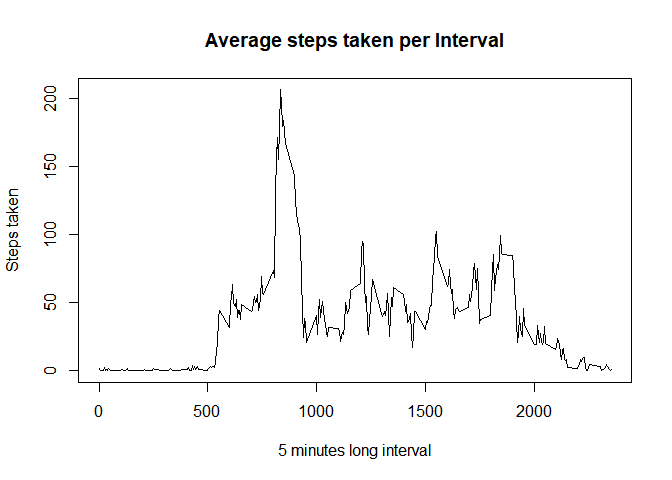 Average steps taken per Interval
Steps taken
200
150
100
50
0
0 500 1000 1500 2000
5 minutes long interval